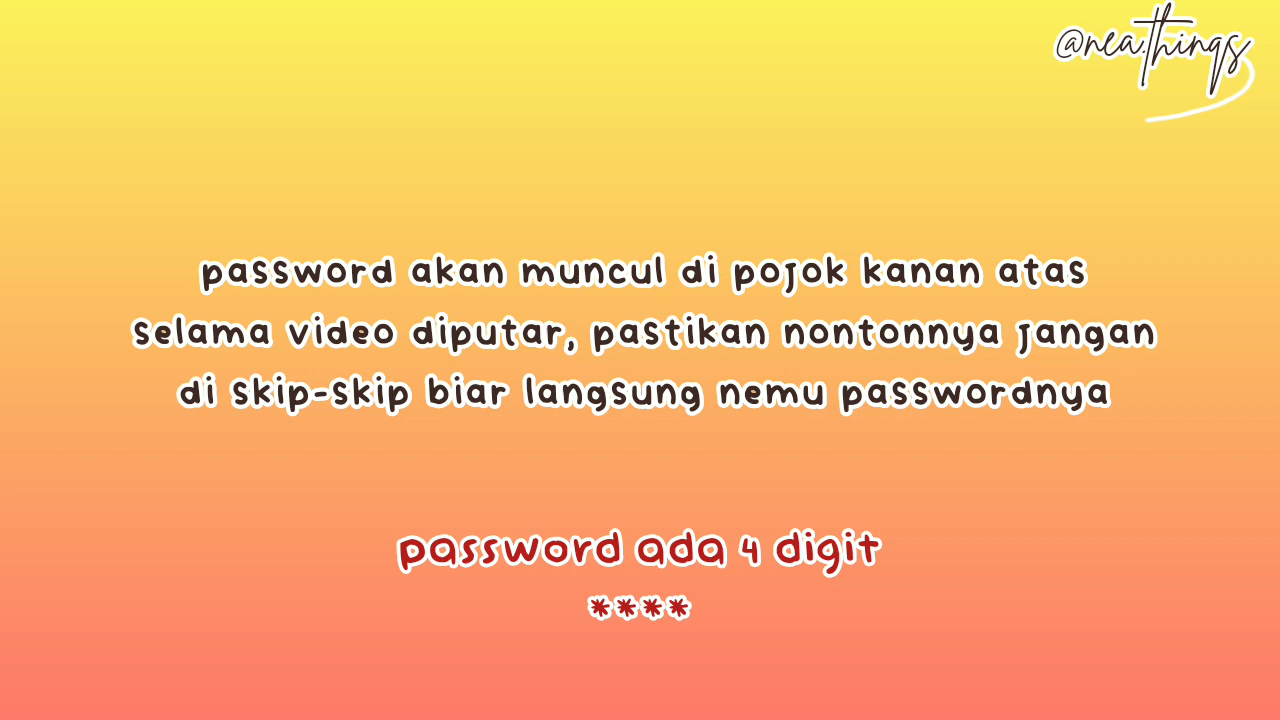 @nea.things
password akan muncul di pojok kanan atas
selama video diputar, pastikan nontonnya jangan
di skip-skip biar langsung nemu passwordnya
password ada 4 digit
****